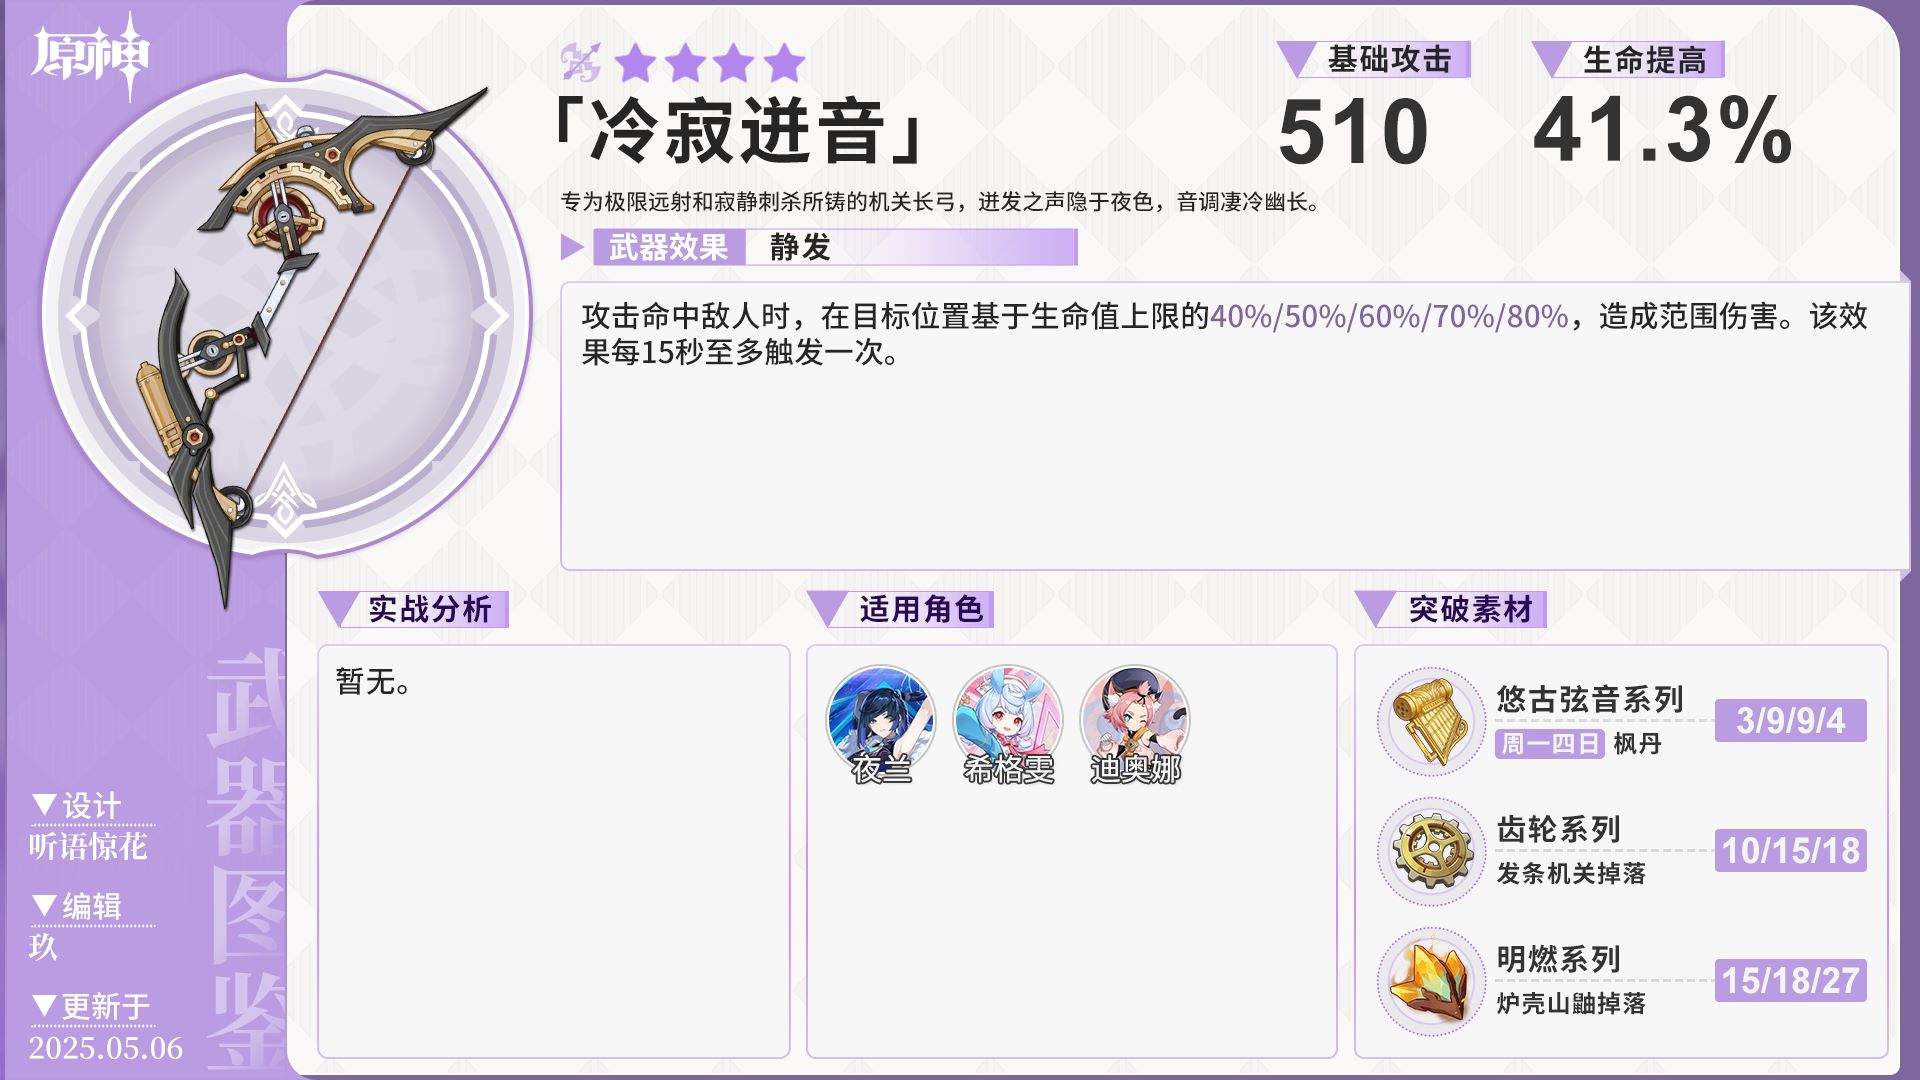 原神
「冷寂迸音」
基础攻击
510
生命提高
41.3%
专为极限远射和寂静刺杀所铸的机关长弓，迸发之声隐于夜色，音调凄冷幽长。
武器效果 静发
攻击命中敌人时，在目标位置基于生命值上限的40%/50%/60%/70%/80%，造成范围伤害。该效
果每15秒至多触发一次。
实战分析
暂无。
适用角色
夜兰 希格雯 迪奥娜
突破素材
悠古弦音系列
周一四日 枫丹
3/9/9/4
齿轮系列
发条机关掉落
10/15/18
明燃系列
炉壳山鼬掉落
15/18/27
武器图鉴
▼设计
听语惊花
▼编辑
玖
▼更新于
2025.05.06